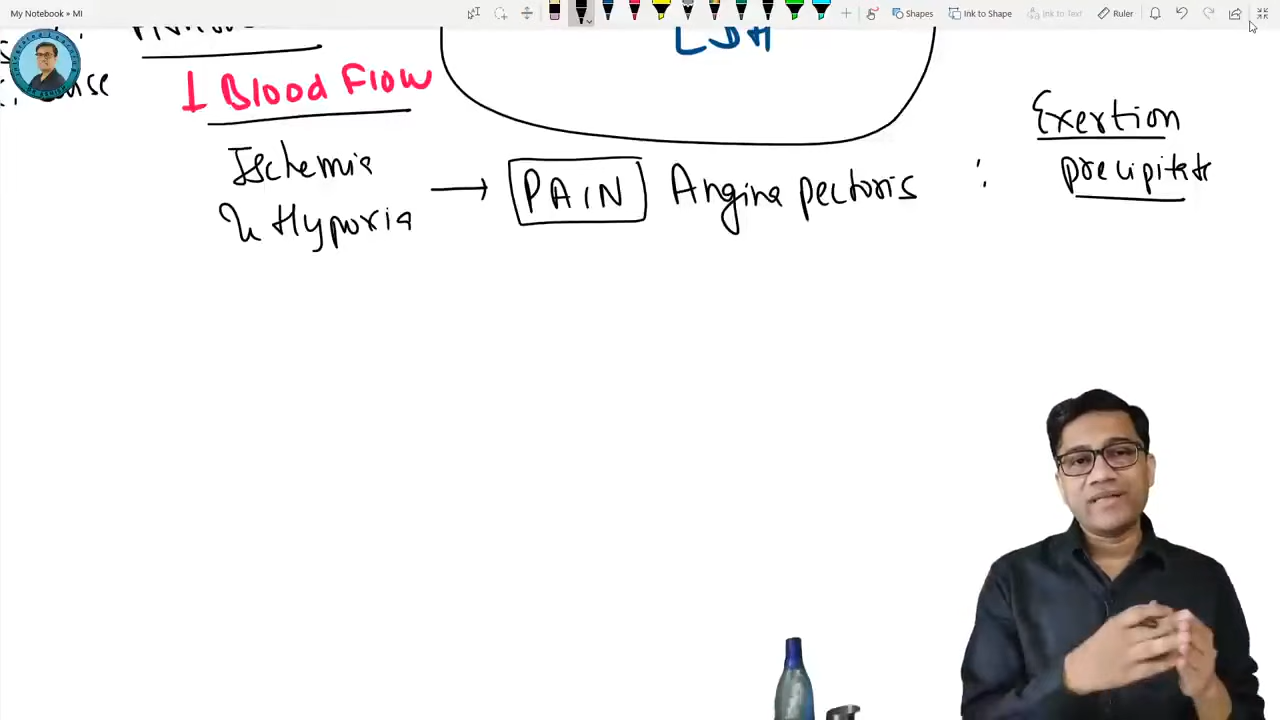 My Notebook » MI
Shapes
Ink to Shape
Ink to Text
Ruler
Blood Flow
Ischemia
Hypoxia
PAIN
Angina pectoris :
Exertion
precipitate